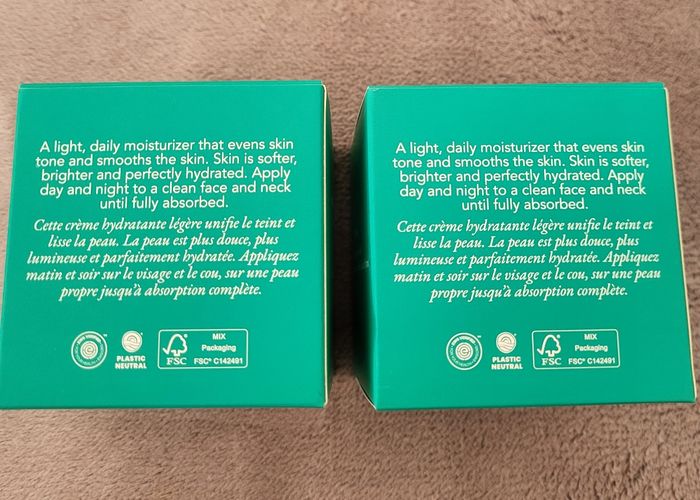 A light, daily moisturizer that evens skin
tone and smooths the skin. Skin is softer,
brighter and perfectly hydrated. Apply
day and night to a clean face and neck
until fully absorbed.
Cette crème hydratante légère unifie le teint et
lisse la peau. La peau est plus douce, plus
lumineuse et parfaitement hydratée. Appliquez
matin et soir sur le visage et le cou, sur une peau
propre jusqu'à absorption complète.
PLASTIC
NEUTRAL
FSC
MIX
Packaging
FSC® C142491
A light, daily moisturizer that evens skin
tone and smooths the skin. Skin is softer,
brighter and perfectly hydrated. Apply
day and night to a clean face and neck
until fully absorbed.
Cette crème hydratante légère unifie le teint et
lisse la peau. La peau est plus douce, plus
lumineuse et parfaitement hydratée. Appliquez
matin et soir sur le visage et le cou, sur une peau
propre jusqu'à absorption complète.
PLASTIC
NEUTRAL
FSC
MIX
Packaging
FSC® C142491